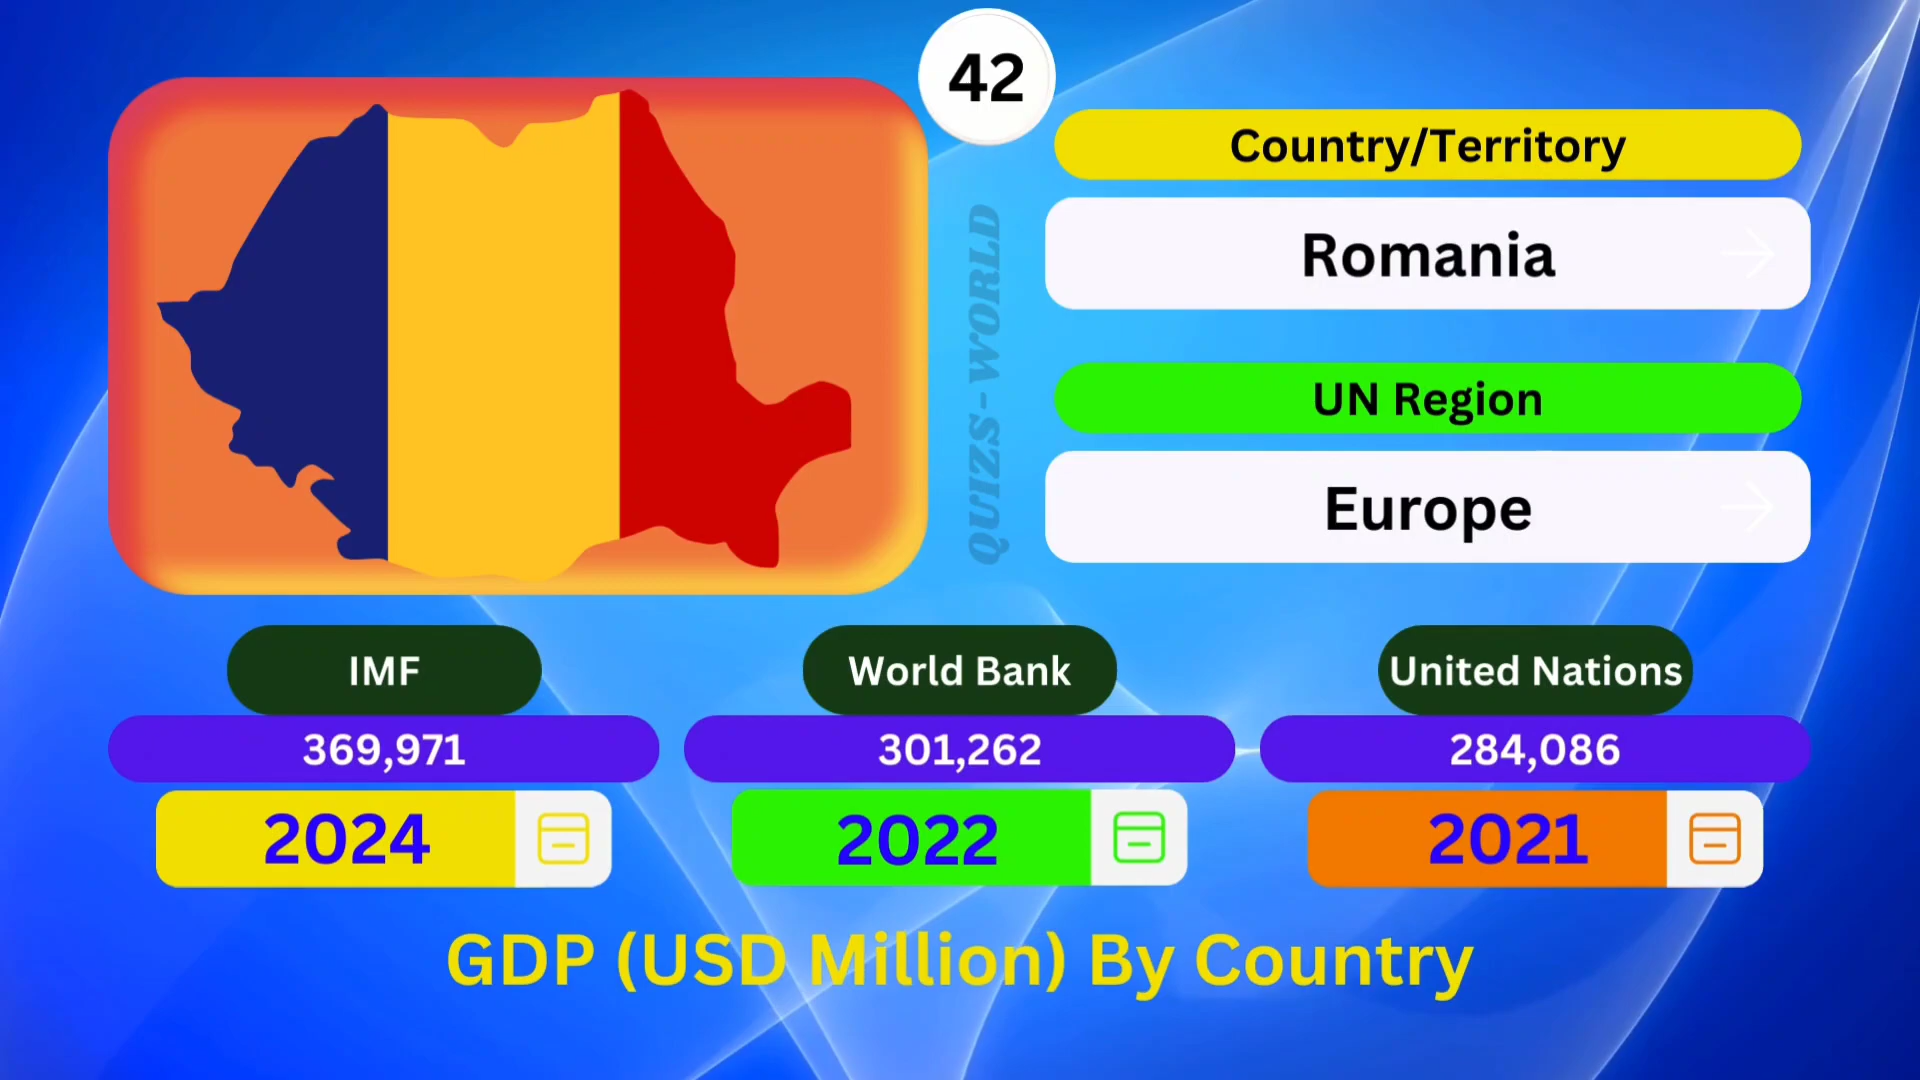 42
Country/Territory
Romania
UN Region
Europe
QUIZS-WORLD
IMF
World Bank
United Nations
369,971
301,262
284,086
2024
2022
2021
GDP (USD Million) By Country